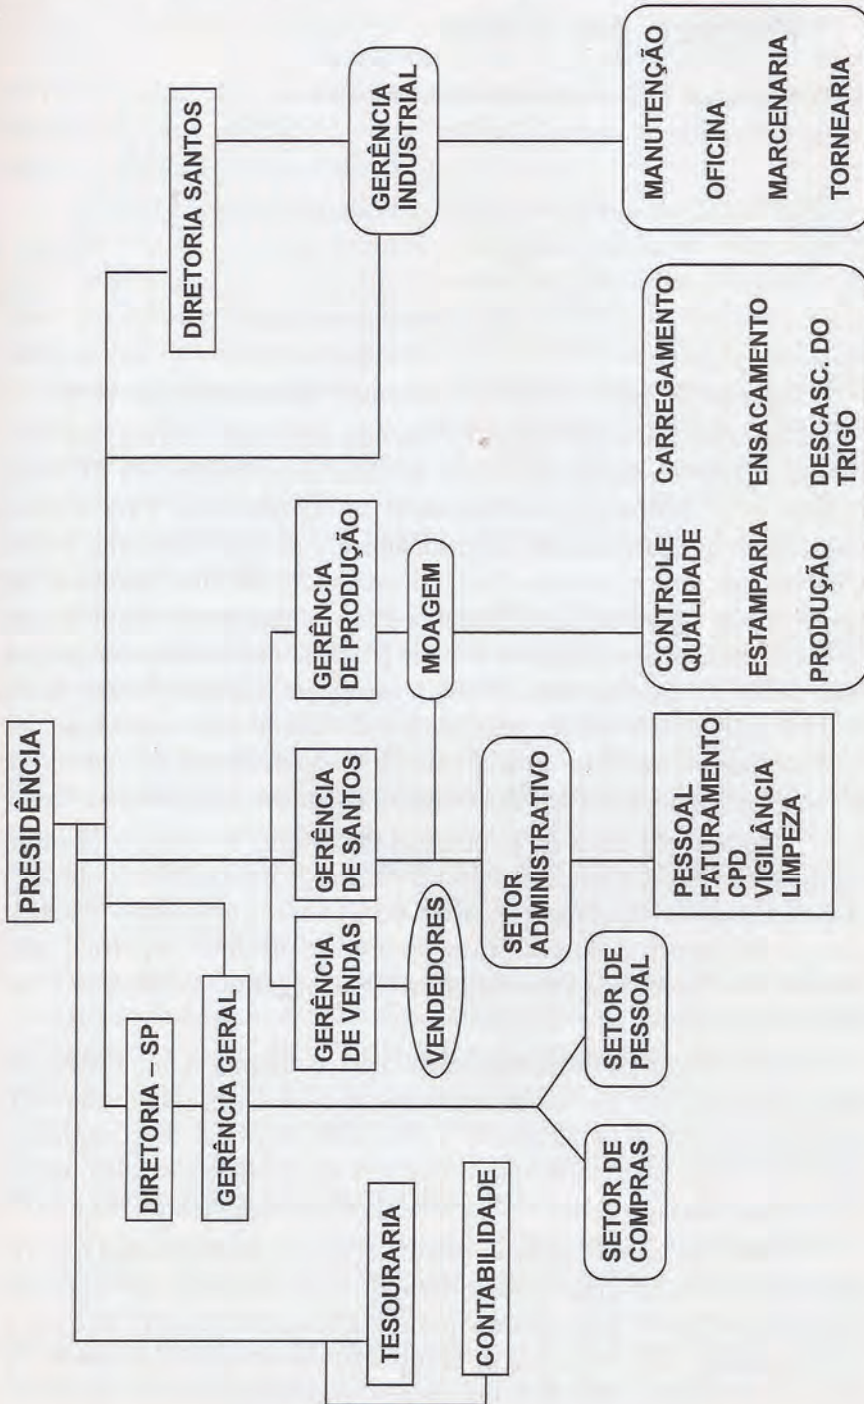 PRESIDÊNCIA
DIRETORIA – SP
DIRETORIA SANTOS
GERÊNCIA GERAL
GERÊNCIA
DE VENDAS
GERÊNCIA
DE SANTOS
GERÊNCIA
DE PRODUÇÃO
GERÊNCIA
INDUSTRIAL
TESOURARIA
VENDEDORES
MOAGEM
CONTABILIDADE
SETOR
ADMINISTRATIVO
SETOR DE
COMPRAS
SETOR DE
PESSOAL
PESSOAL
FATURAMENTO
CPD
VIGILÂNCIA
LIMPEZA
CONTROLE
QUALIDADE
CARREGAMENTO
ESTAMPARIA
ENSACAMENTO
PRODUÇÃO
DESCASC. DO
TRIGO
MANUTENÇÃO
OFICINA
MARCENARIA
TORNEARIA